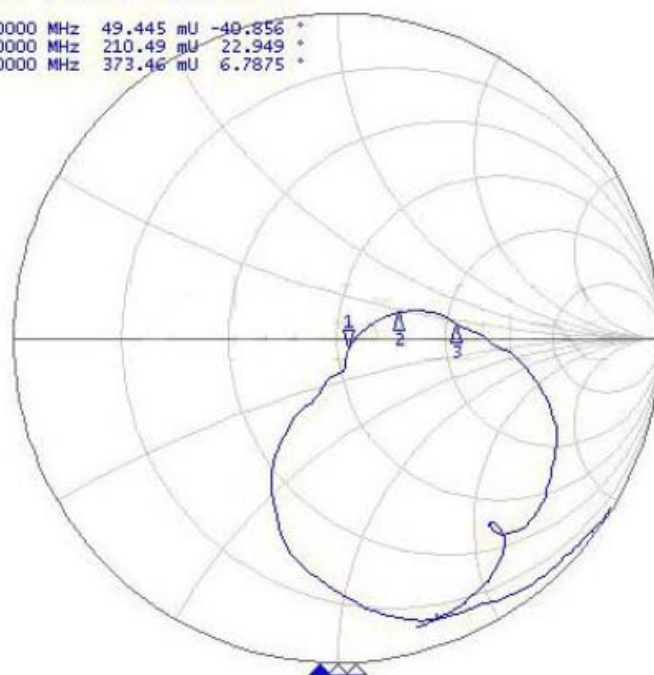 0000 MHz 49.445 mU -40.856 °
0000 MHz 210.49 mU 22.949 °
0000 MHz 373.46 mU 6.7875 °
1
2
3